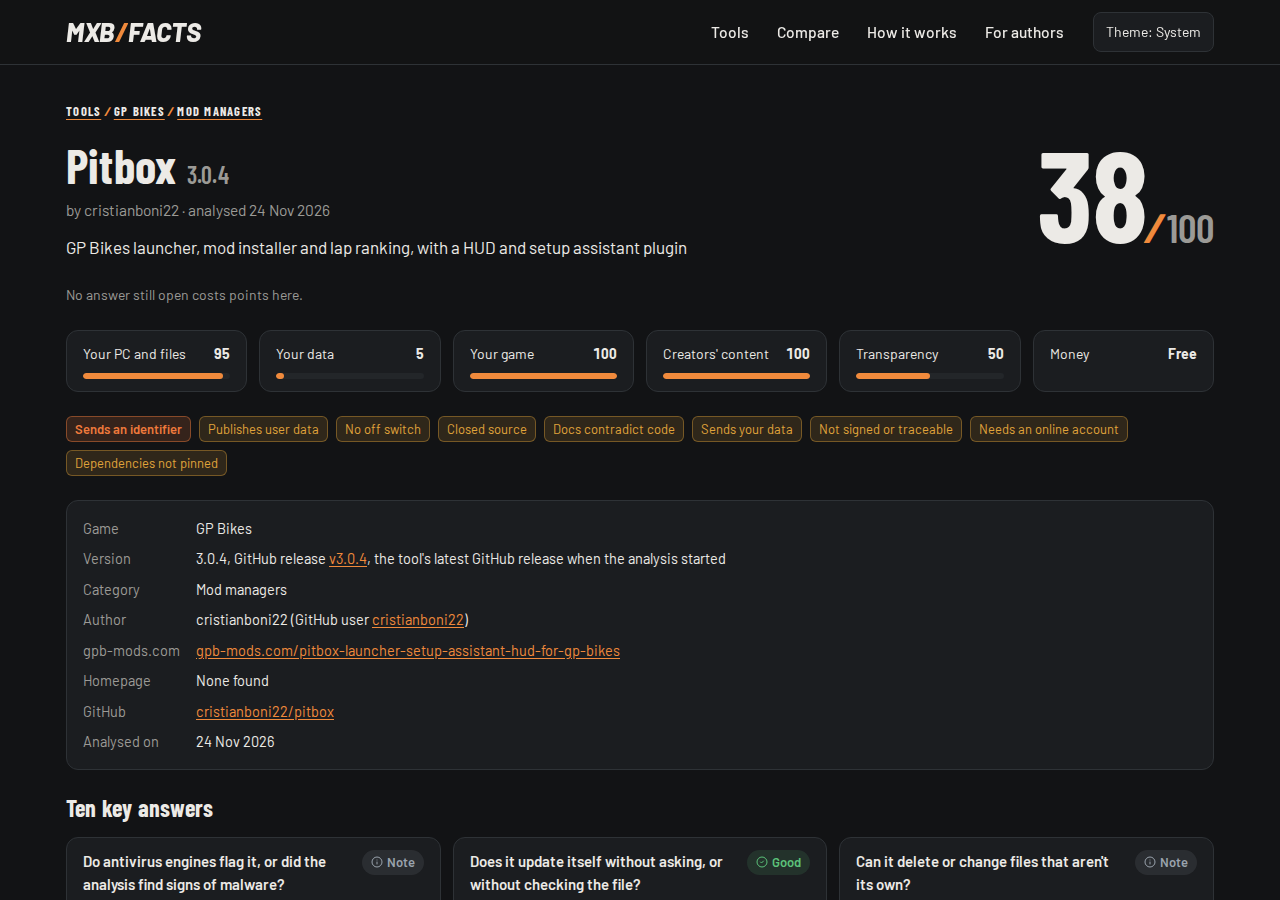 MXB/FACTS
Tools Compare How it works For authors Theme: System
TOOLS / GP BIKES / MOD MANAGERS
Pitbox 3.0.4
38/100
by cristianboni22 · analysed 24 Nov 2026
GP Bikes launcher, mod installer and lap ranking, with a HUD and setup assistant plugin
No answer still open costs points here.
Your PC and files 95
Your data 5
Your game 100
Creators' content 100
Transparency 50
Money Free
Sends an identifier Publishes user data No off switch Closed source Docs contradict code Sends your data Not signed or traceable Needs an online account
Dependencies not pinned
Game GP Bikes
Version 3.0.4, GitHub release v3.0.4, the tool's latest GitHub release when the analysis started
Category Mod managers
Author cristianboni22 (GitHub user cristianboni22)
gpb-mods.com gpb-mods.com/pitbox-launcher-setup-assistant-hud-for-gp-bikes
Homepage None found
GitHub cristianboni22/pitbox
Analysed on 24 Nov 2026
Ten key answers
Do antivirus engines flag it, or did the
analysis find signs of malware?
Note
Does it update itself without asking, or
without checking the file?
Good
Can it delete or change files that aren't
its own?
Note